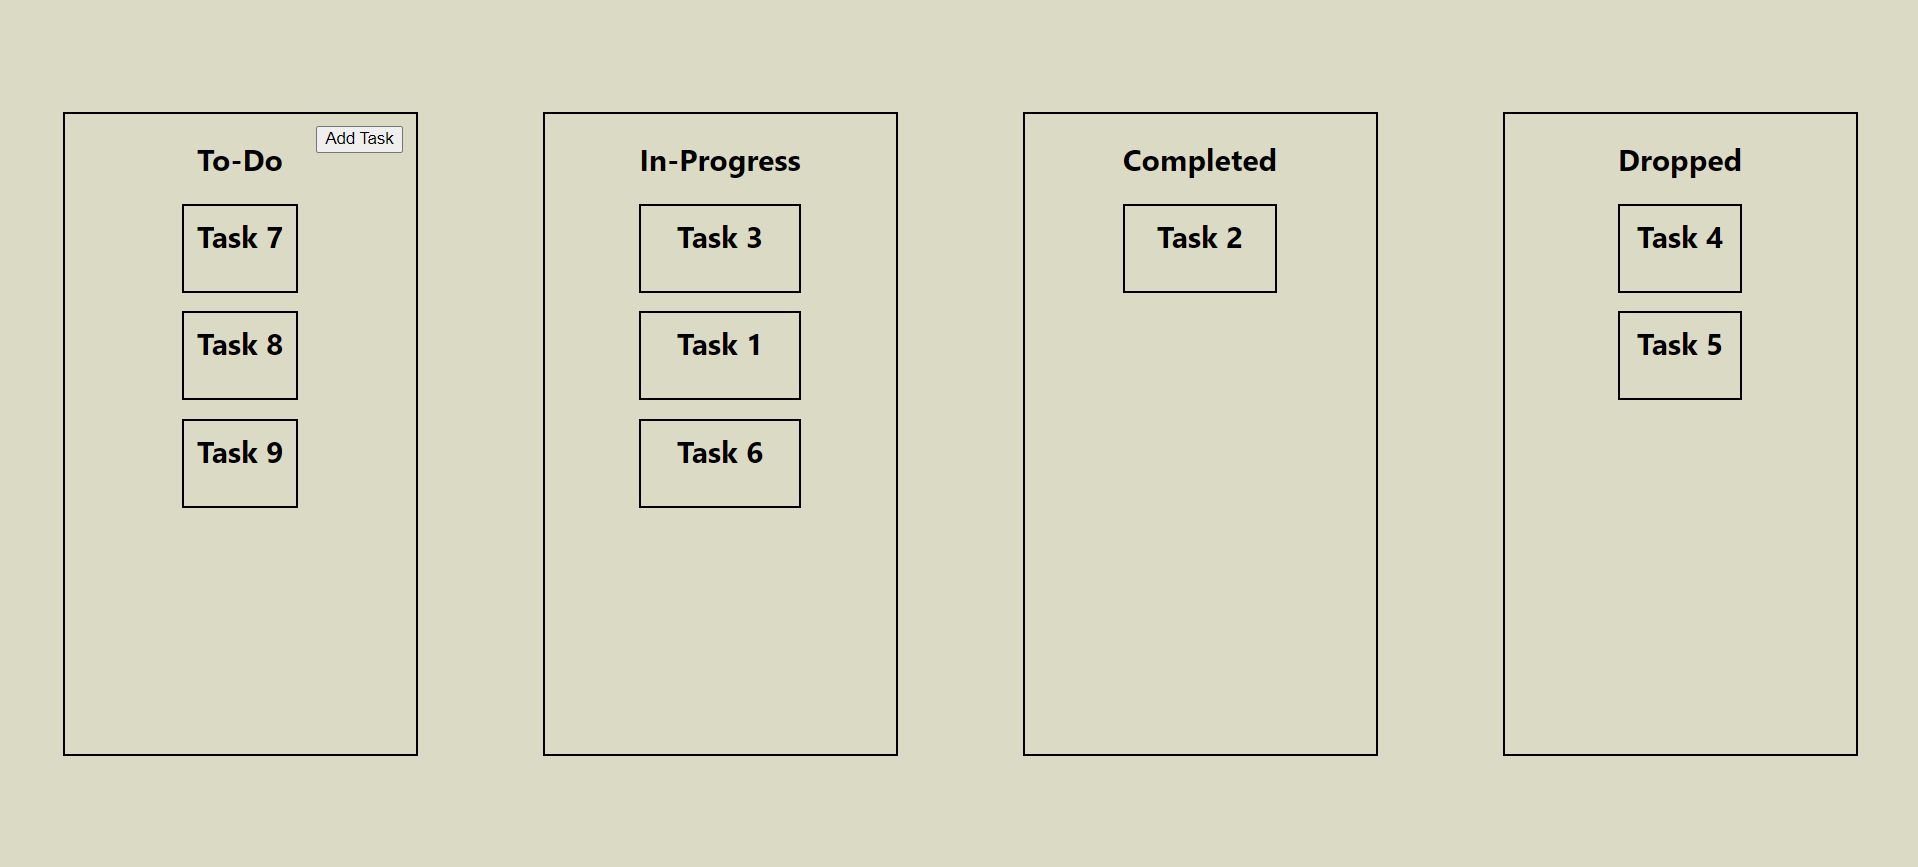 Add Task
To-Do
Task 7
Task 8
Task 9
In-Progress
Task 3
Task 1
Task 6
Completed
Task 2
Dropped
Task 4
Task 5